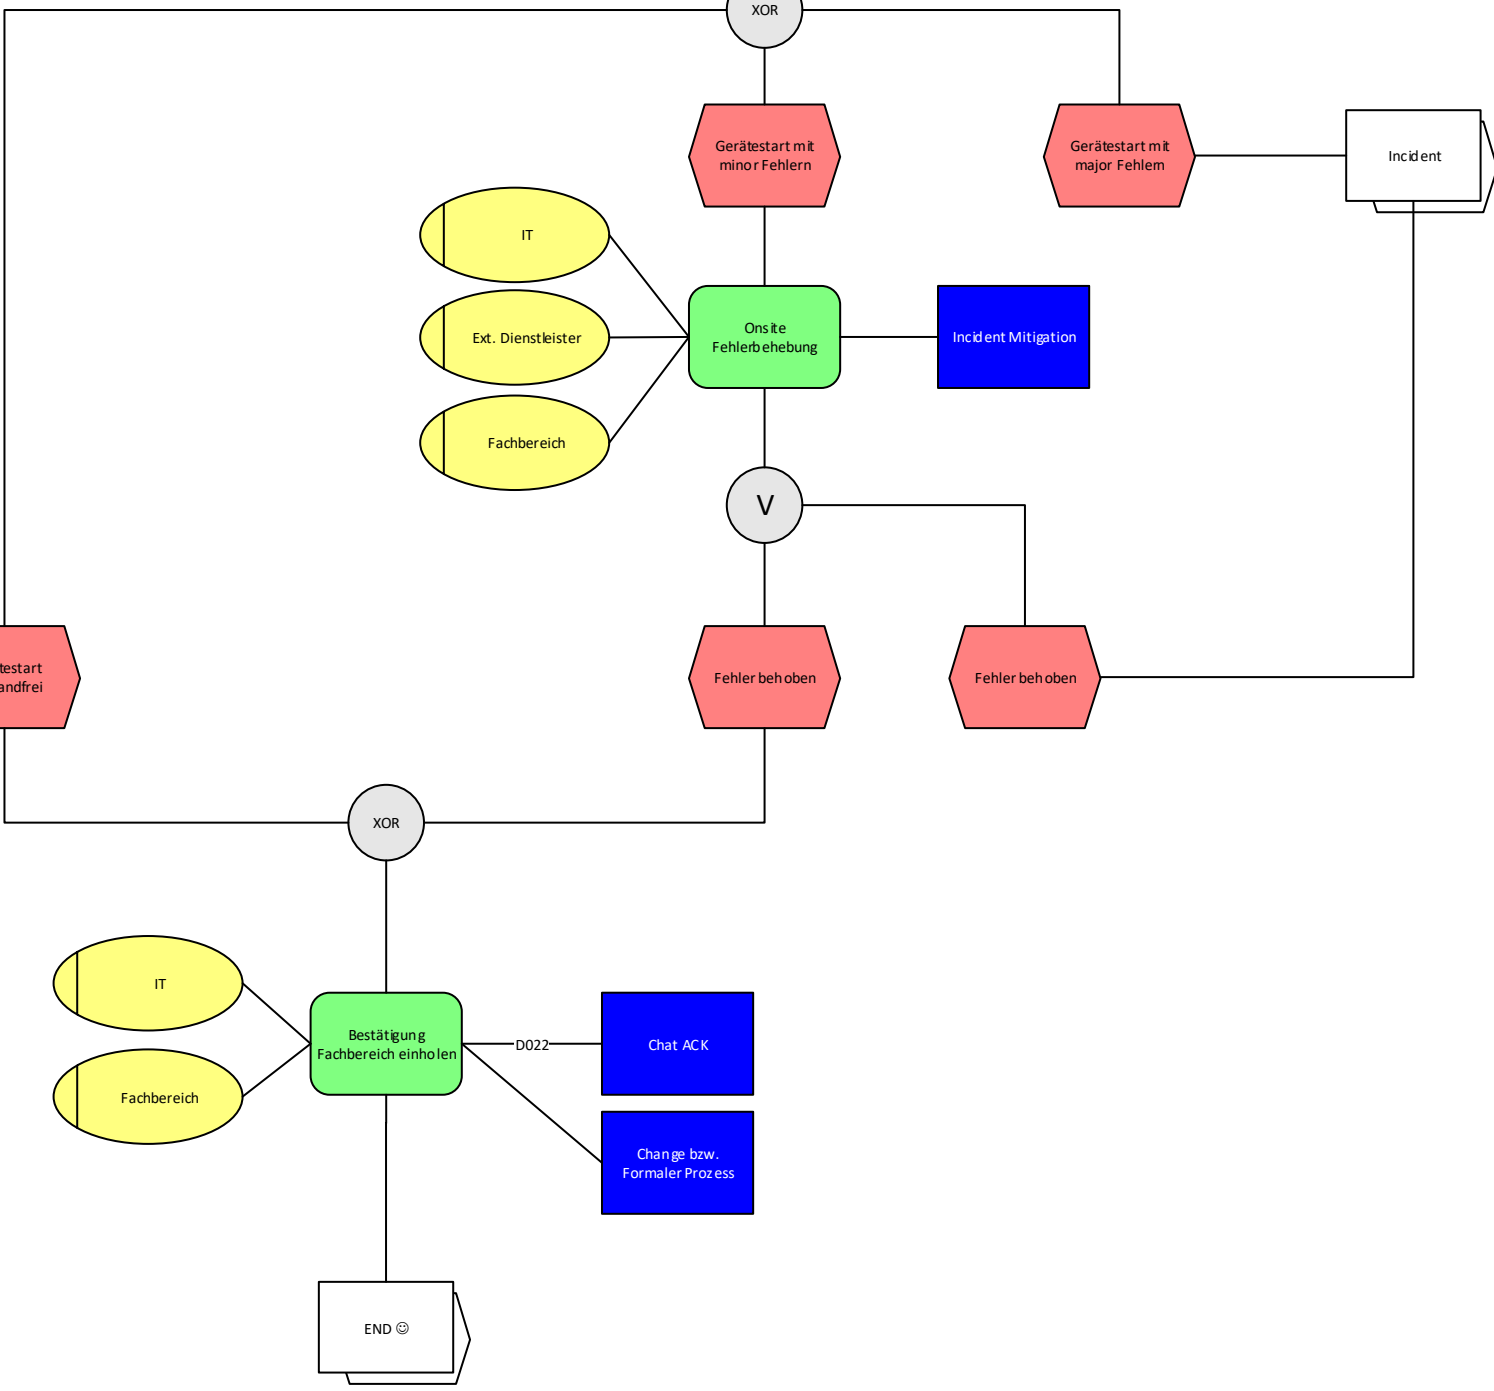 XOR
Gerätestart mit
minor Fehlern
Gerätestart mit
major Fehlern
Incident
IT
Ext. Dienstleister
Fachbereich
Onsite
Fehlerbehebung
Incident Mitigation
V
testart
andfrei
Fehler behoben
Fehler behoben
XOR
IT
Fachbereich
Bestätigung
Fachbereich einholen
D022
Chat ACK
Change bzw.
Formaler Prozess
END ☺